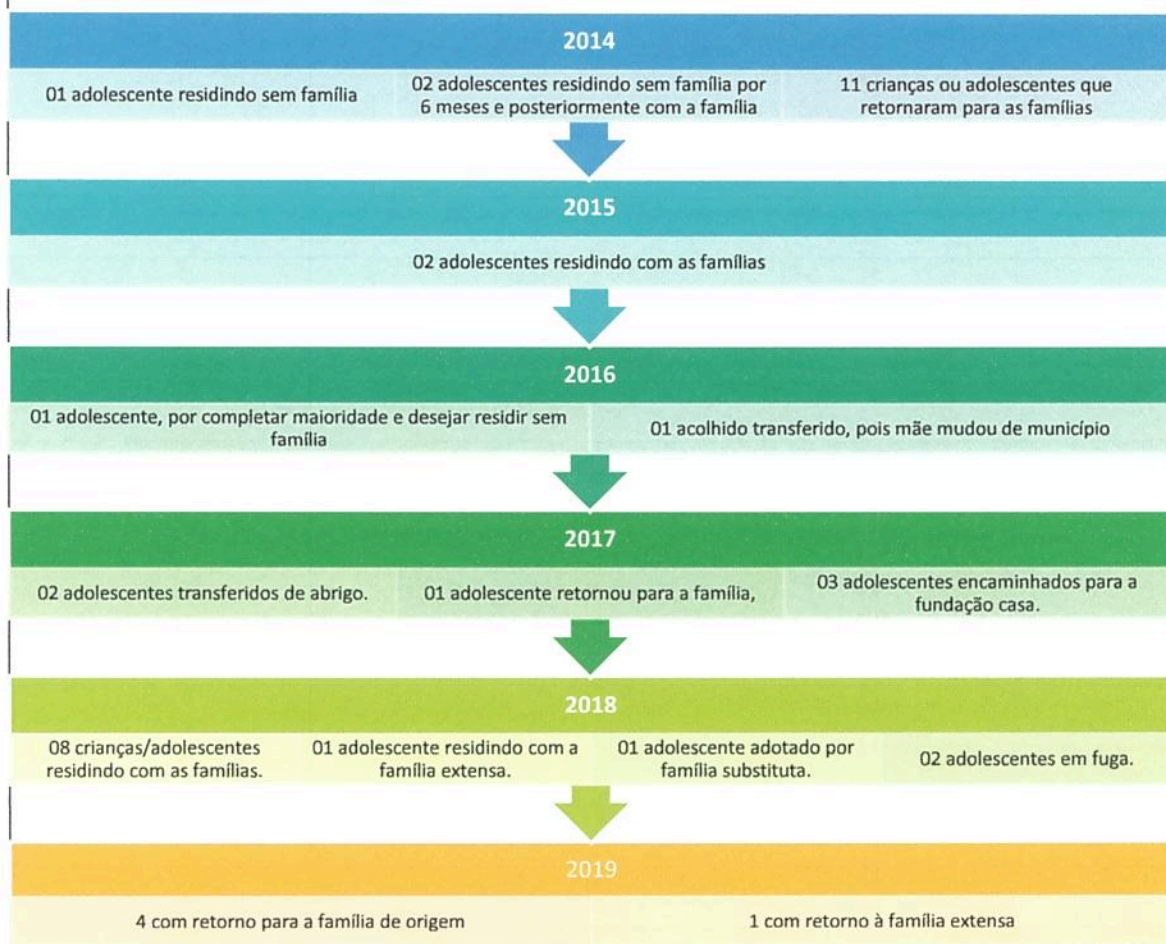 2014
01 adolescente residindo sem família
02 adolescentes residindo sem família por
6 meses e posteriormente com a família
11 crianças ou adolescentes que
retornaram para as famílias
2015
02 adolescentes residindo com as famílias
2016
01 adolescente, por completar maioridade e desejar residir sem
família
01 acolhido transferido, pois mãe mudou de município
2017
02 adolescentes transferidos de abrigo.
01 adolescente retornou para a família,
03 adolescentes encaminhados para a
fundação casa.
2018
08 crianças/adolescentes
residindo com as famílias.
01 adolescente residindo com a
família extensa.
01 adolescente adotado por
família substituta.
02 adolescentes em fuga.
2019
4 com retorno para a família de origem
1 com retorno à família extensa